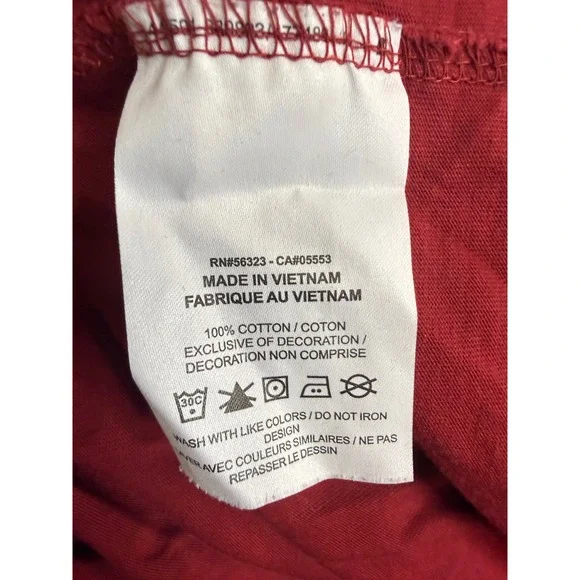 RN#56323 - CA#05553
MADE IN VIETNAM
FABRIQUE AU VIETNAM
100% COTTON / COTON
EXCLUSIVE OF DECORATION /
DECORATION NON COMPRISE
30C
WASH WITH LIKE COLORS / DO NOT IRON
DESIGN
AVEC COULEURS SIMILAIRES / NE PAS
REPASSER LE DESSIN